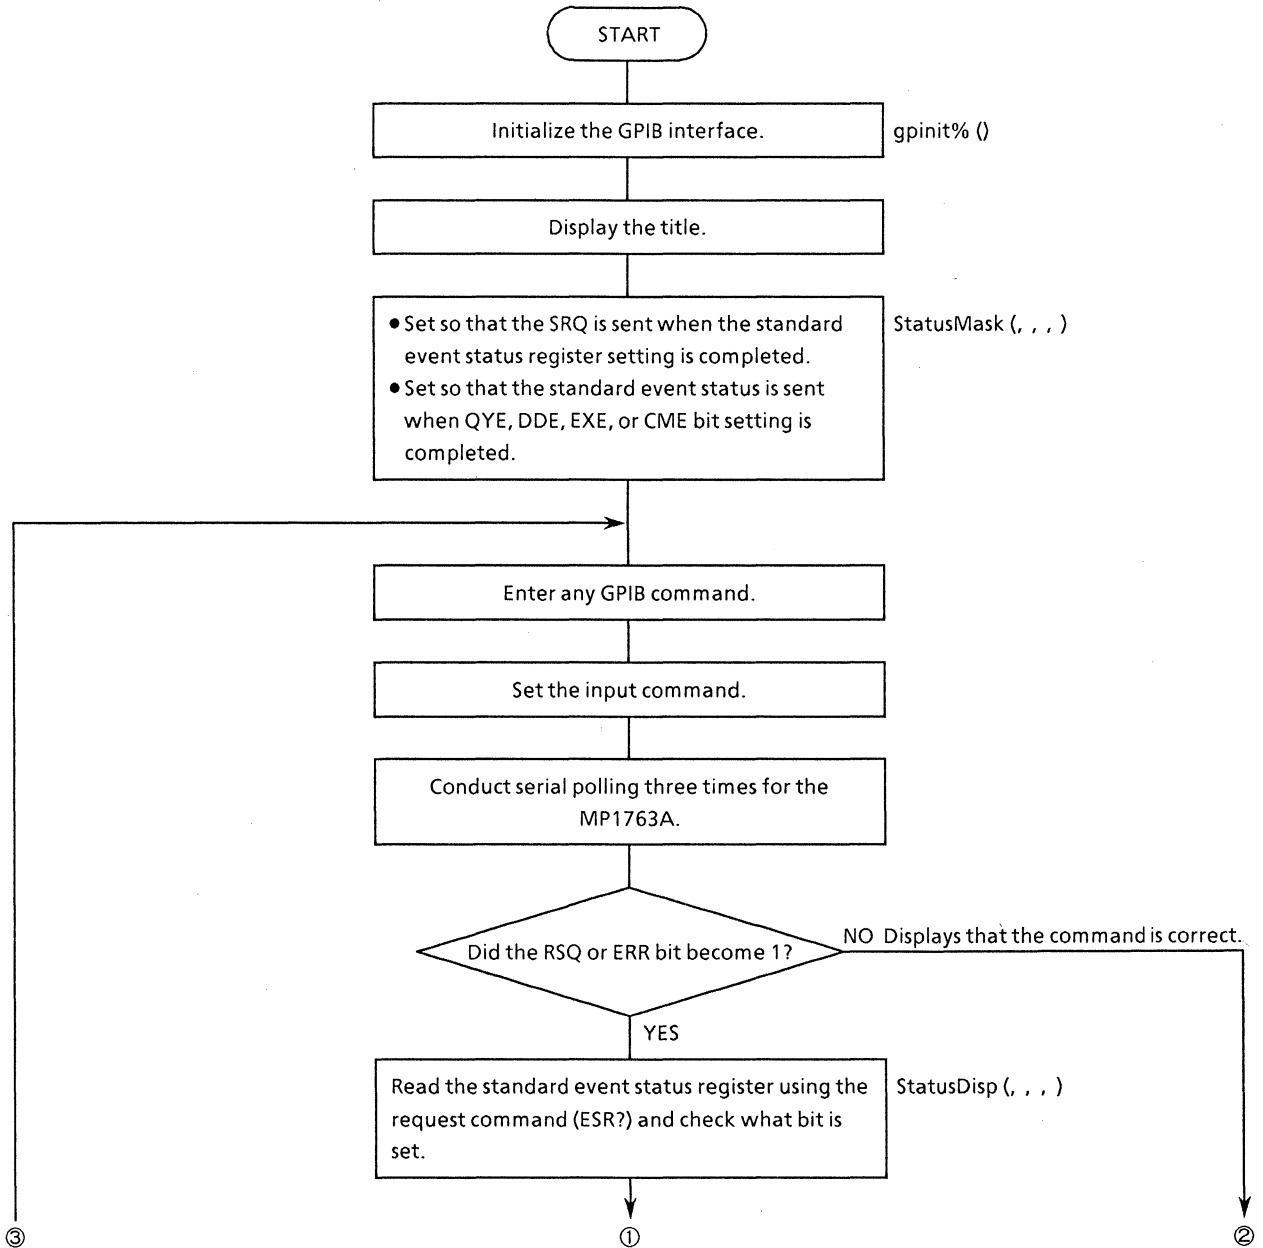 START
Initialize the GPIB interface.
gpinit% ()
Display the title.
● Set so that the SRQ is sent when the standard
event status register setting is completed.
● Set so that the standard event status is sent
when QYE, DDE, EXE, or CME bit setting is
completed.
StatusMask (, , , )
Enter any GPIB command.
Set the input command.
Conduct serial polling three times for the
MP1763A.
Did the RSQ or ERR bit become 1?
NO Displays that the command is correct.
YES
Read the standard event status register using the
request command (ESR?) and check what bit is
set.
StatusDisp (, , , )
③
①
②